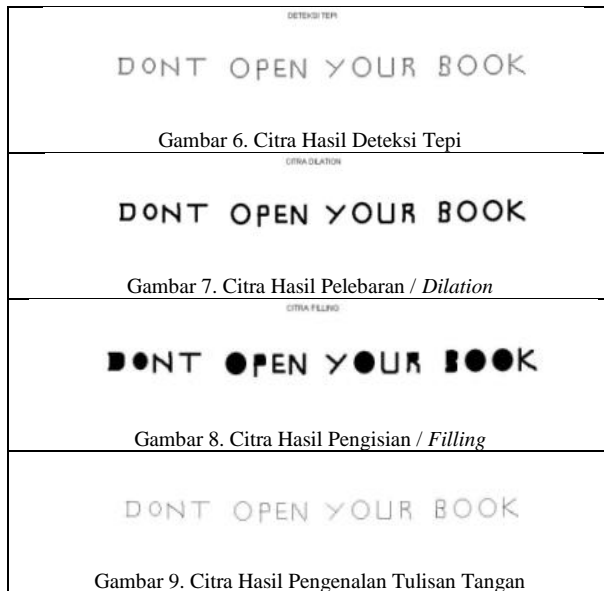 DETEKSI TEPI
DONT OPEN YOUR BOOK
Gambar 6. Citra Hasil Deteksi Tepi
CITRA DILATION
DONT OPEN YOUR BOOK
Gambar 7. Citra Hasil Pelebaran / Dilation
CITRA FILLING
DONT OPEN YOUR BOOK
Gambar 8. Citra Hasil Pengisian / Filling
DONT OPEN YOUR BOOK
Gambar 9. Citra Hasil Pengenalan Tulisan Tangan